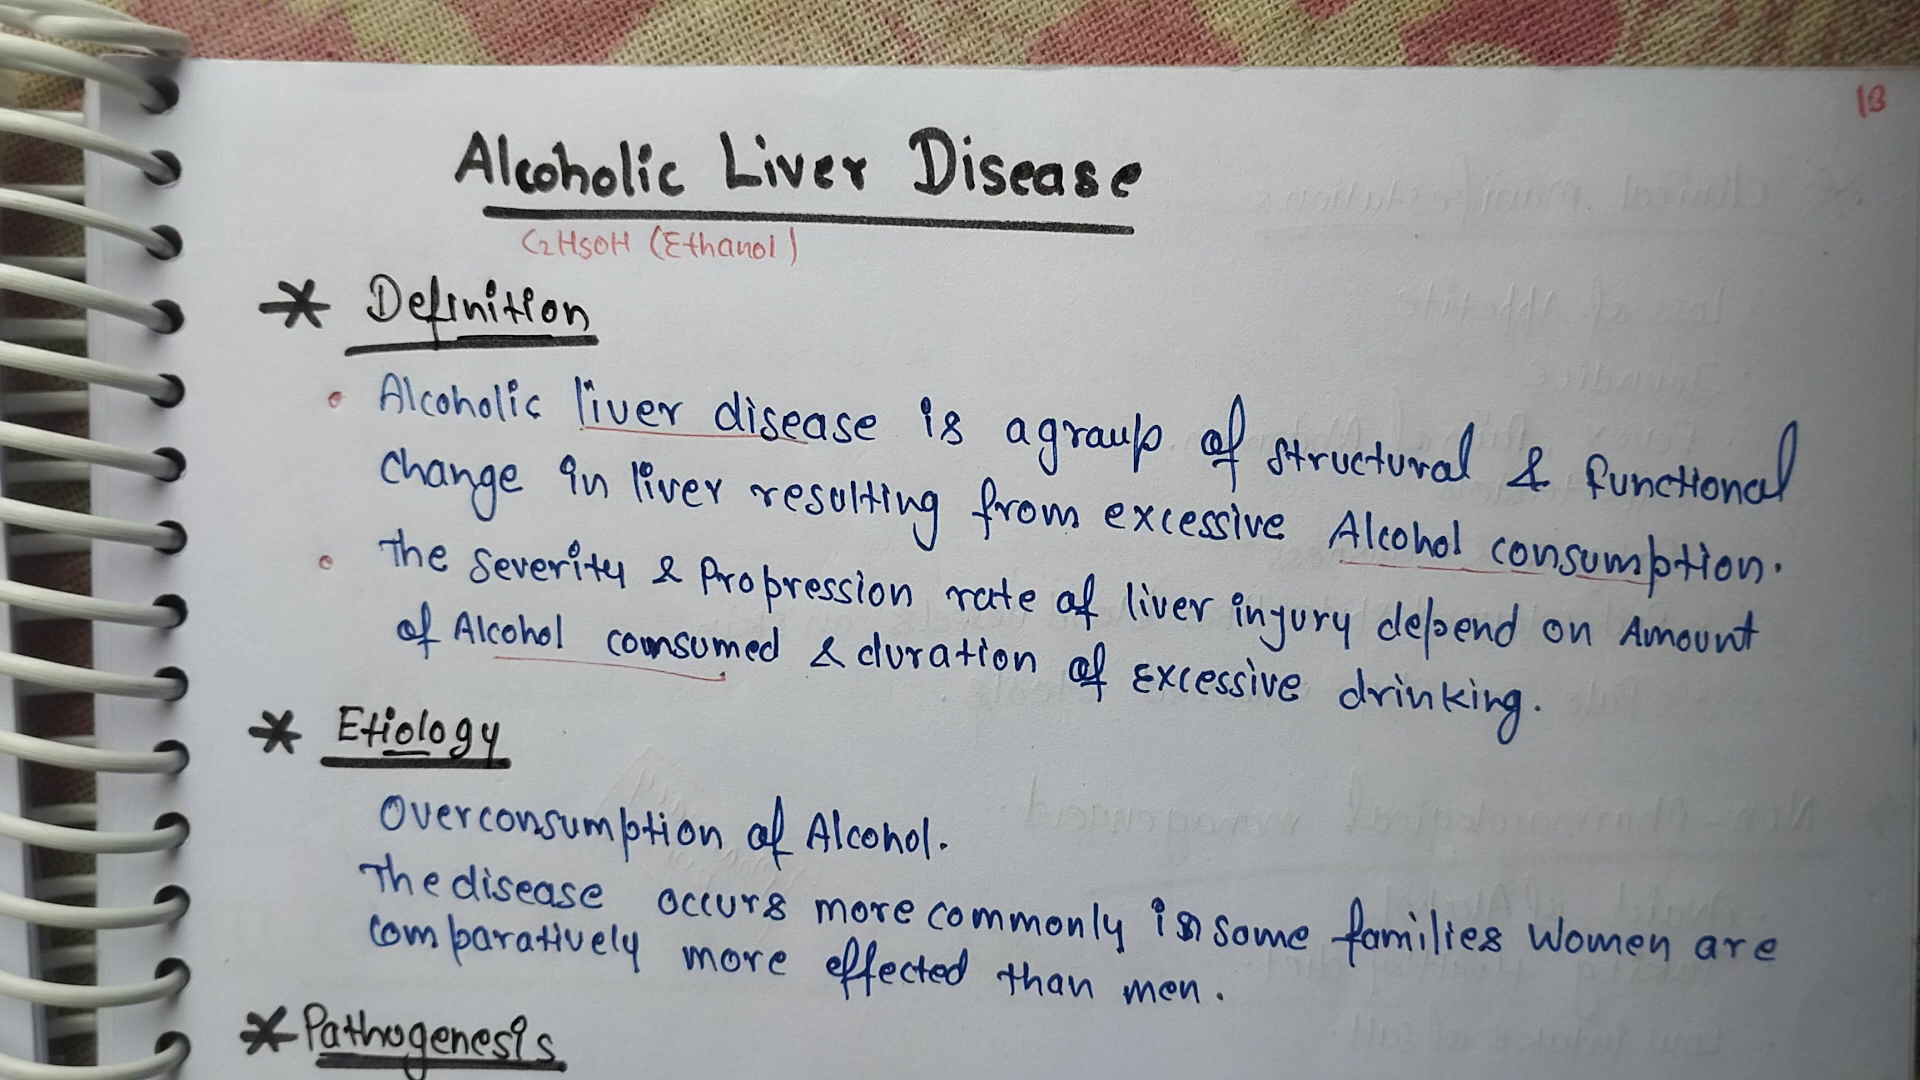 13
Alcoholic Liver Disease
C2H5OH (Ethanol)
* Definition
• Alcoholic liver disease is a group of structural & functional
change in liver resulting from excessive Alcohol consumption.
• The severity & Propression rate of liver injury depend on Amount
of Alcohol comsumed & duration of Excessive drinking.
* Etiology
Overconsumption of Alcohol.
The disease occurs more commonly in some families Women are
comparatively more effected than men.
* Pathogenesis